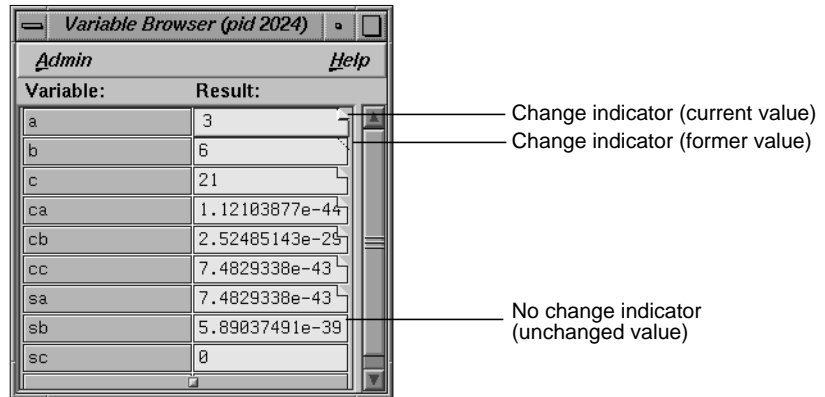 Variable Browser (pid 2024)
Admin Help
Variable: Result:
a 3
b 6
c 21
ca 1.12103877e-44
cb 2.52485143e-29
cc 7.4829338e-43
sa 7.4829338e-43
sb 5.89037491e-39
sc 0
Change indicator (current value)
Change indicator (former value)
No change indicator
(unchanged value)